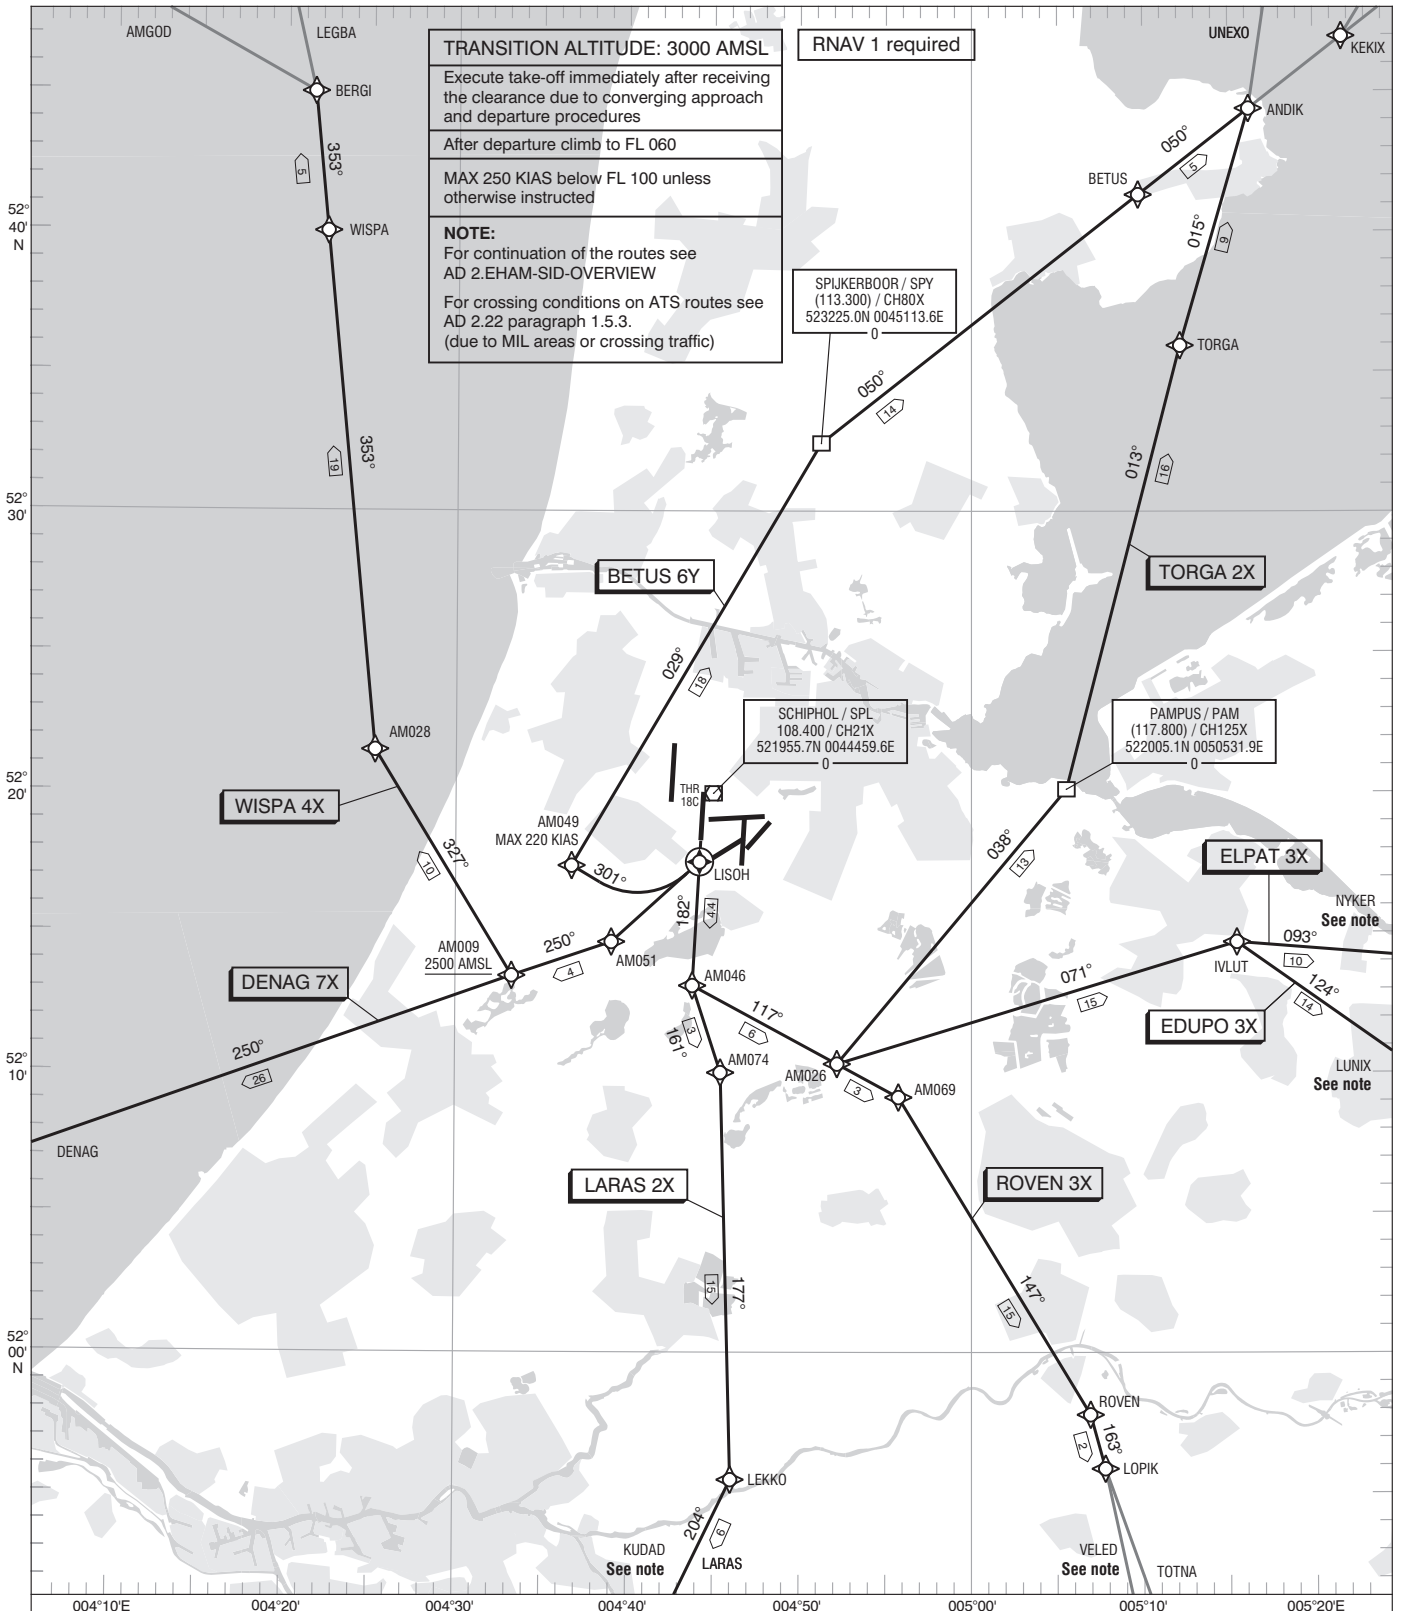 AMGOD
LEGBA
BERGI
353°
5
WISPA
353°
19
AM028
WISPA 4X
327°
10
AM009
2500 AMSL
250°
4
AM051
DENAG 7X
250°
26
DENAG
TRANSITION ALTITUDE: 3000 AMSL
Execute take-off immediately after receiving
the clearance due to converging approach
and departure procedures
After departure climb to FL 060
MAX 250 KIAS below FL 100 unless
otherwise instructed
NOTE:
For continuation of the routes see
AD 2.EHAM-SID-OVERVIEW
For crossing conditions on ATS routes see
AD 2.22 paragraph 1.5.3.
(due to MIL areas or crossing traffic)
RNAV 1 required
UNEXO
KEKIX
ANDIK
050°
5
BETUS
015°
9
SPIJKERBOOR / SPY
(113.300) / CH80X
523225.0N 0045113.6E
0
TORGA
050°
14
013°
16
BETUS 6Y
TORGA 2X
029°
18
SCHIPHOL / SPL
108.400 / CH21X
521955.7N 0044459.6E
0
PAMPUS / PAM
(117.800) / CH125X
522005.1N 0050531.9E
0
THR
18C
AM049
MAX 220 KIAS
301°
LISOH
182°
4.4
038°
13
ELPAT 3X
NYKER
See note
093°
10
IVLUT
124°
14
EDUPO 3X
LUNIX
See note
071°
15
AM046
117°
6
161°
3
AM074
AM026
3
AM069
LARAS 2X
ROVEN 3X
177°
15
147°
15
ROVEN
163°
2
LOPIK
LEKKO
204°
6
KUDAD
See note
LARAS
VELED
See note
TOTNA
52°
40'
N
52°
30'
52°
20'
52°
10'
52°
00'
N
004°10'E
004°20'
004°30'
004°40'
004°50'
005°00'
005°10'
005°20'E